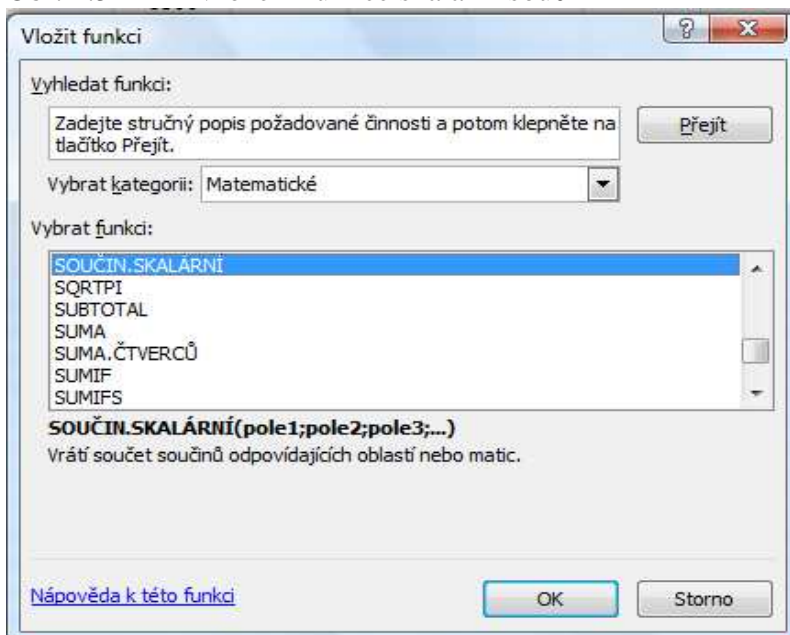 Vložit funkci
Vyhledat funkci:
Zadejte stručný popis požadované činnosti a potom klepněte na
tlačítko Přejít.
Přejít
Vybrat kategorii: Matematické
Vybrat funkci:
SOUČIN.SKALÁRNÍ
SQRTPI
SUBTOTAL
SUMA
SUMA.ČTVERCŮ
SUMIF
SUMIFS
SOUČIN.SKALÁRNÍ(pole1;pole2;pole3;...)
Vrátí součet součinů odpovídajících oblastí nebo matic.
Nápověda k této funkci
OK
Storno